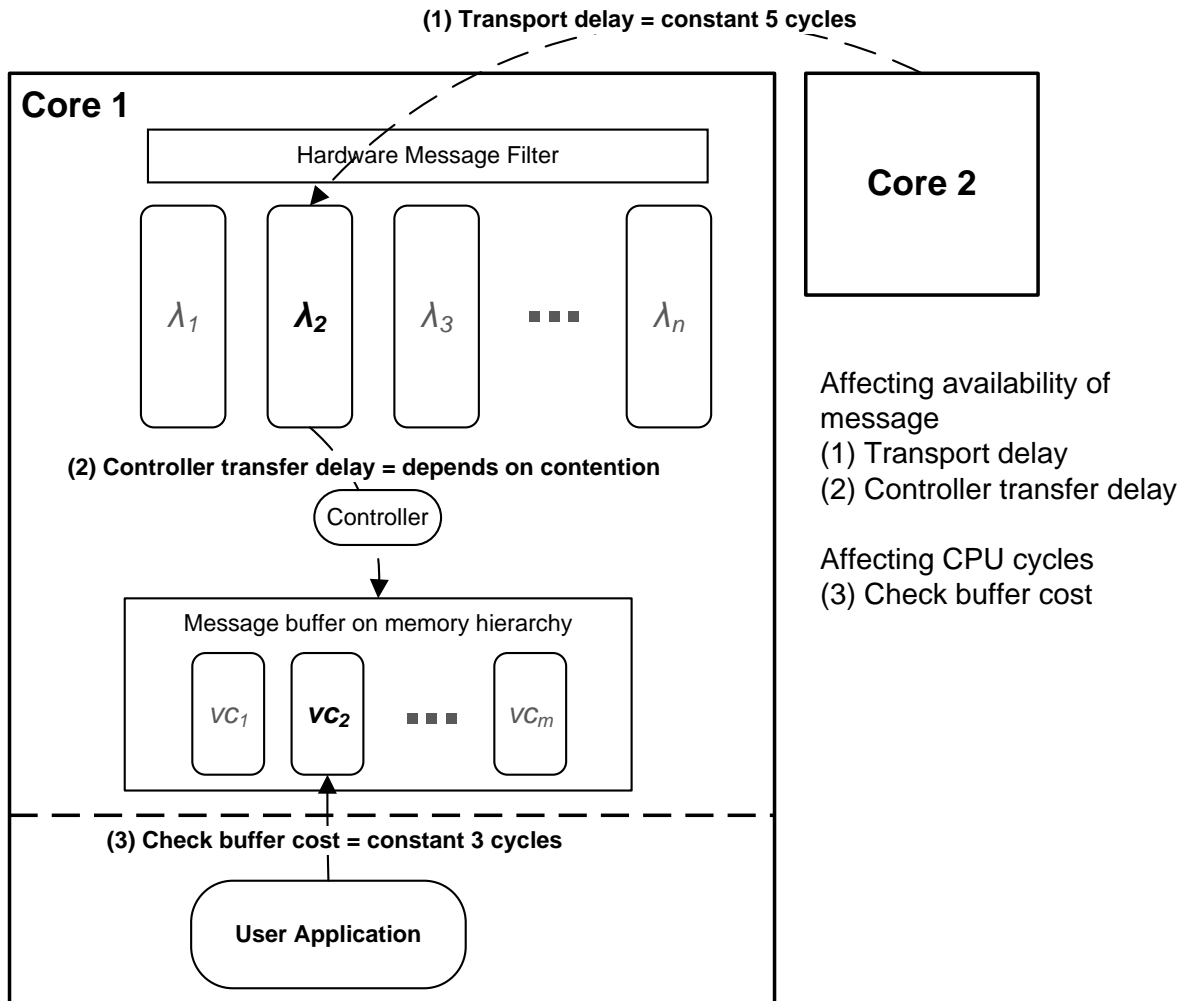 (1) Transport delay = constant 5 cycles
Core 1
Hardware Message Filter
Core 2
λ1
λ2
λ3
λn
(2) Controller transfer delay = depends on contention
Controller
Message buffer on memory hierarchy
vc1
vc2
vcm
(3) Check buffer cost = constant 3 cycles
User Application
Affecting availability of
message
(1) Transport delay
(2) Controller transfer delay
Affecting CPU cycles
(3) Check buffer cost